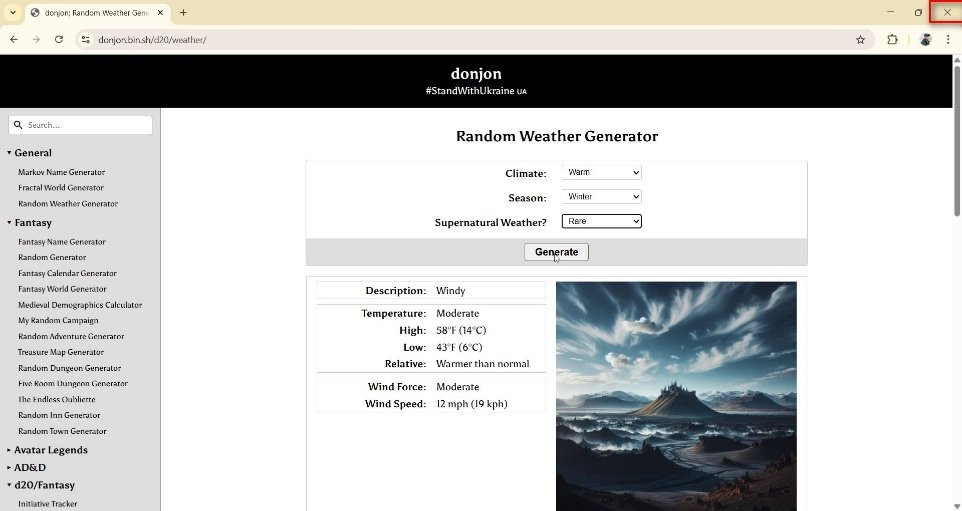 donjon; Random Weather Gene
donjon.bin.sh/d20/weather/
donjon
#StandWithUkraine UA
Search...
General
Markov Name Generator
Fractal World Generator
Random Weather Generator
Fantasy
Fantasy Name Generator
Random Generator
Fantasy Calendar Generator
Fantasy World Generator
Medieval Demographics Calculator
My Random Campaign
Random Adventure Generator
Treasure Map Generator
Random Dungeon Generator
Five Room Dungeon Generator
The Endless Oubliette
Random Inn Generator
Random Town Generator
Avatar Legends
AD&D
d20/Fantasy
Initiative Tracker
Random Weather Generator
Climate: Warm
Season: Winter
Supernatural Weather? Rare
Generate
Description: Windy
Temperature: Moderate
High: 58°F (14°C)
Low: 43°F (6°C)
Relative: Warmer than normal
Wind Force: Moderate
Wind Speed: 12 mph (19 kph)